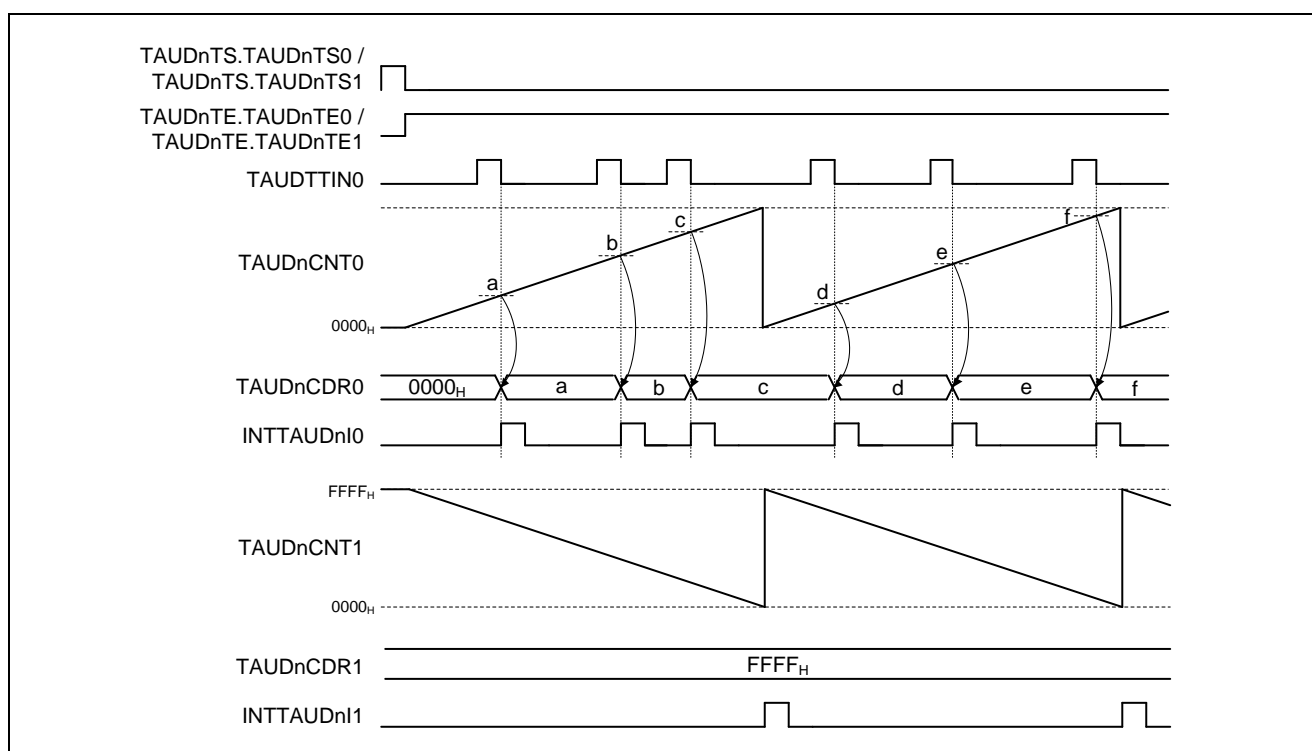 TAUDnTS.TAUDnTS0 /
TAUDnTS.TAUDnTS1
TAUDnTE.TAUDnTE0 /
TAUDnTE.TAUDnTE1
TAUDTTIN0
TAUDnCNT0
a
b
c
d
e
f
0000H
TAUDnCDR0
0000H
a
b
c
d
e
f
INTTAUDnI0
FFFFH
TAUDnCNT1
0000H
TAUDnCDR1
FFFFH
INTTAUDnI1